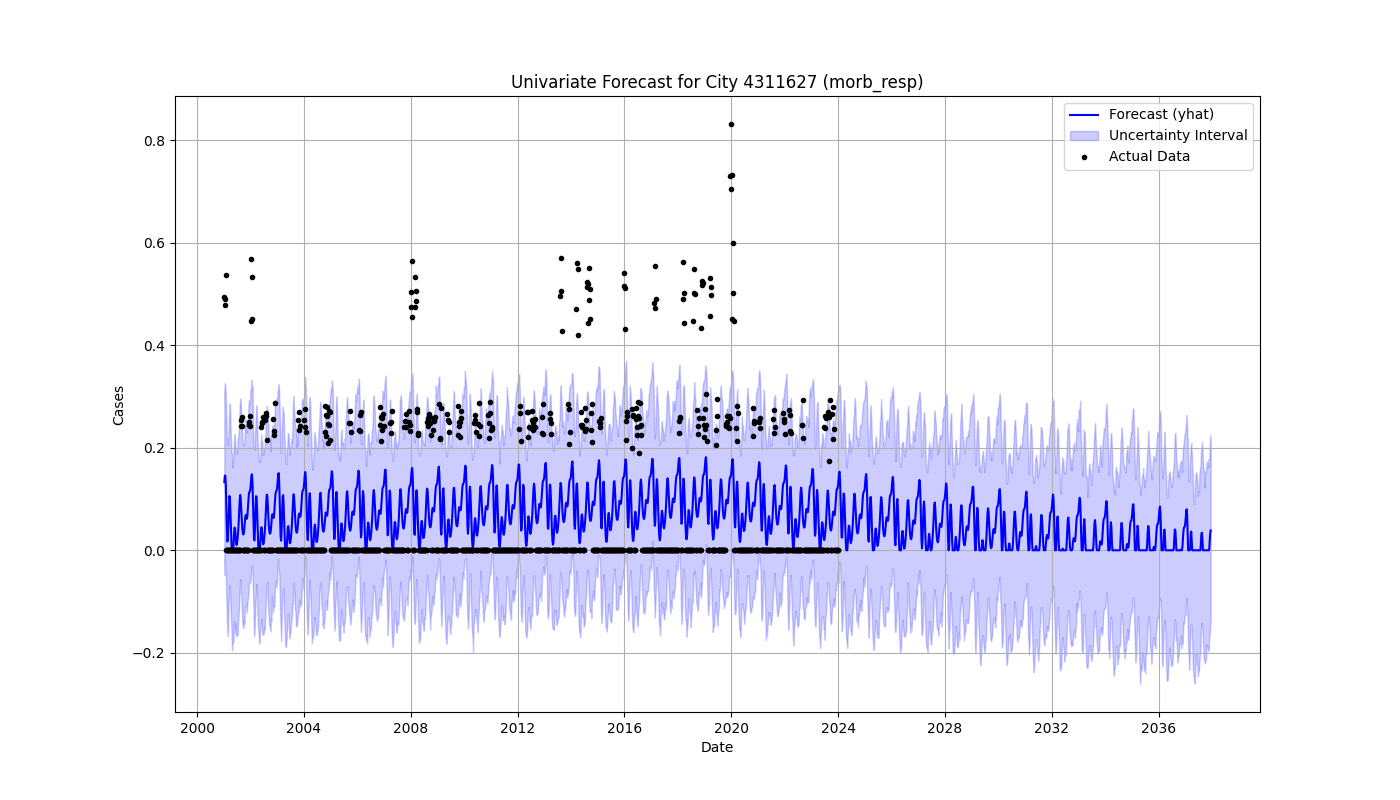 Univariate Forecast for City 4311627 (morb_resp)
Forecast (yhat)
Uncertainty Interval
Actual Data
Cases
0.8
0.6
0.4
0.2
0.0
−0.2
2000 2004 2008 2012 2016 2020 2024 2028 2032 2036
Date